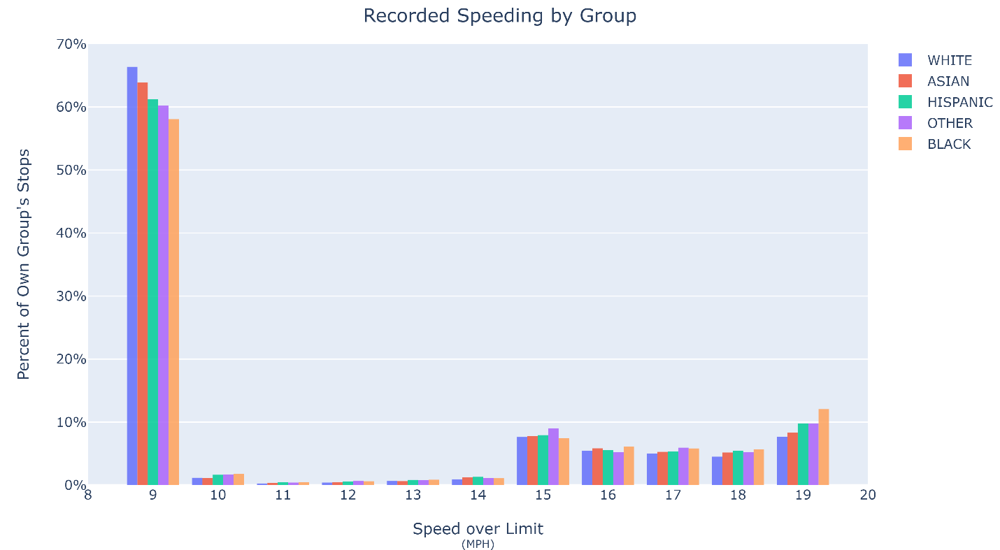 Recorded Speeding by Group
70%
60%
50%
40%
30%
20%
10%
0%
Percent of Own Group's Stops
8 9 10 11 12 13 14 15 16 17 18 19 20
Speed over Limit
(MPH)
WHITE
ASIAN
HISPANIC
OTHER
BLACK